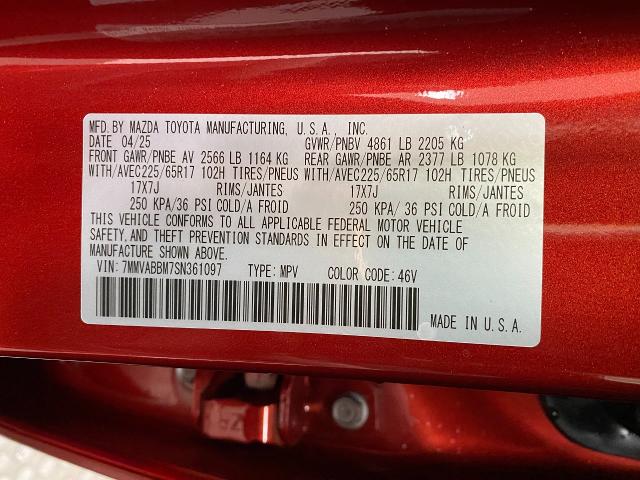 MFD. BY MAZDA TOYOTA MANUFACTURING, U.S.A., INC.
DATE 04/25 GVWR/PNBV 4861 LB 2205 KG
FRONT GAWR/PNBE AV 2566 LB 1164 KG REAR GAWR/PNBE AR 2377 LB 1078 KG
WITH/AVEC225/65R17 102H TIRES/PNEUS WITH/AVEC225/65R17 102H TIRES/PNEUS
17X7J RIMS/JANTES 17X7J RIMS/JANTES
250 KPA/36 PSI COLD/A FROID 250 KPA/ 36 PSI COLD/A FROID
THIS VEHICLE CONFORMS TO ALL APPLICABLE FEDERAL MOTOR VEHICLE
SAFETY, AND THEFT PREVENTION STANDARDS IN EFFECT ON THE DATE OF
MANUFACTURE SHOWN ABOVE.
VIN: 7MMVABBM7SN361097 TYPE: MPV COLOR CODE: 46V
MADE IN U.S.A.